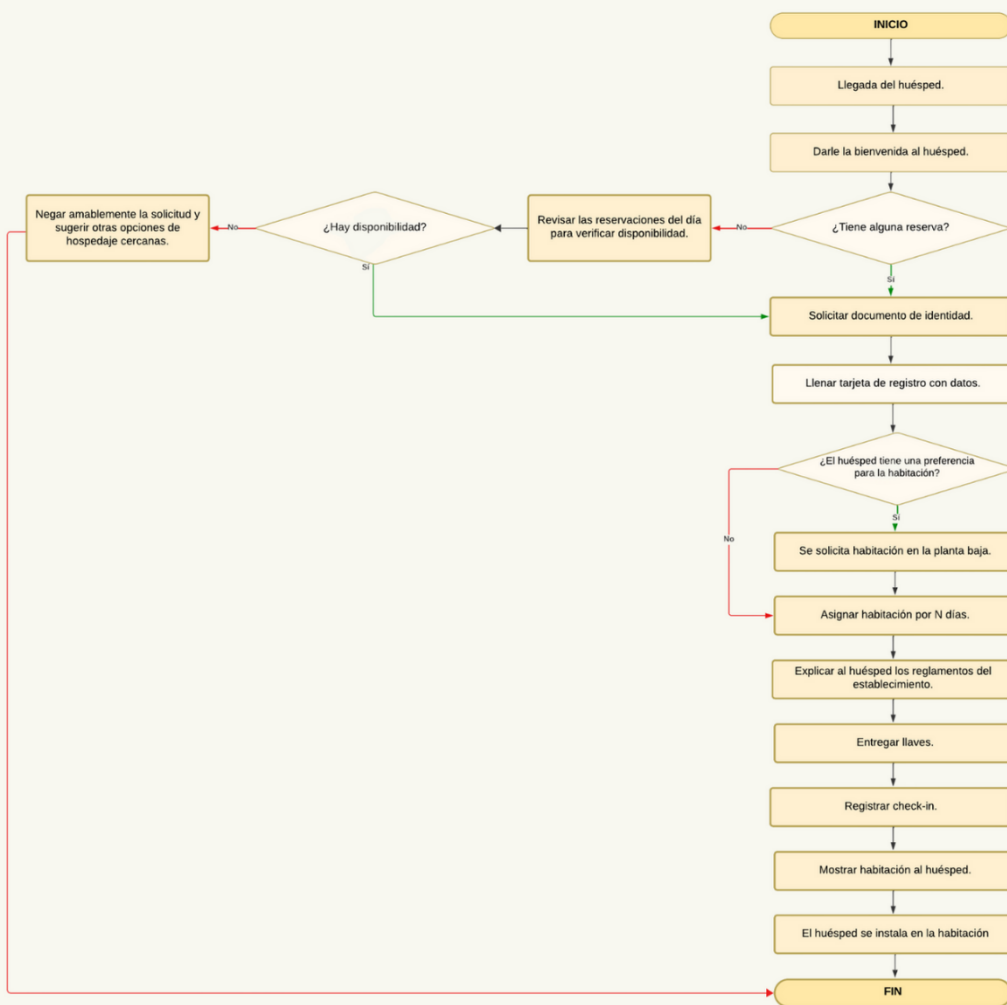 INICIO
Llegada del huésped.
Darle la bienvenida al huésped.
¿Tiene alguna reserva?
No
Sí
Revisar las reservaciones del día
para verificar disponibilidad.
¿Hay disponibilidad?
No
Sí
Negar amablemente la solicitud y
sugerir otras opciones de
hospedaje cercanas.
Solicitar documento de identidad.
Llenar tarjeta de registro con datos.
¿El huésped tiene una preferencia
para la habitación?
Sí
No
Se solicita habitación en la planta baja.
Asignar habitación por N días.
Explicar al huésped los reglamentos del
establecimiento.
Entregar llaves.
Registrar check-in.
Mostrar habitación al huésped.
El huésped se instala en la habitación
FIN